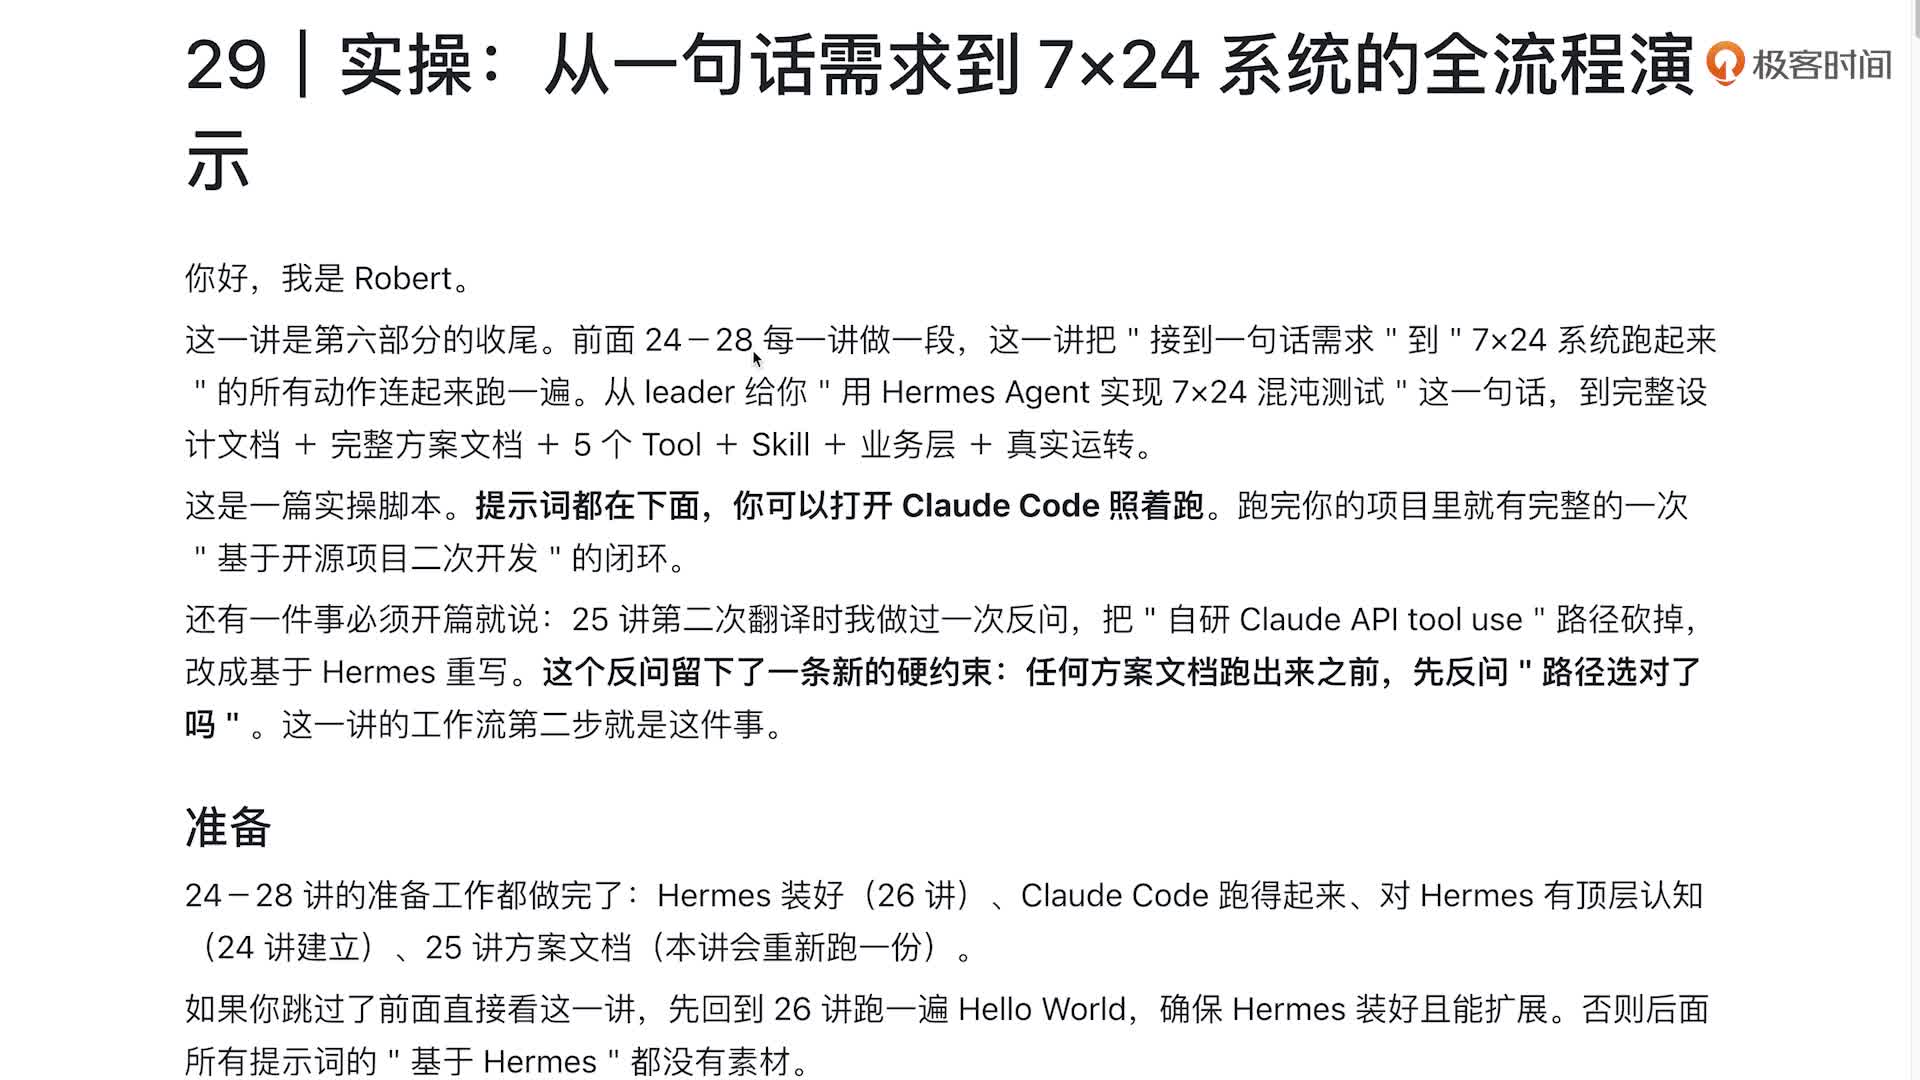 29｜实操：从一句话需求到 7×24 系统的全流程演
极客时间
示
你好，我是 Robert。
这一讲是第六部分的收尾。前面 24－28 每一讲做一段，这一讲把 " 接到一句话需求 " 到 " 7×24 系统跑起来
" 的所有动作连起来跑一遍。从 leader 给你 " 用 Hermes Agent 实现 7×24 混沌测试 " 这一句话，到完整设
计文档 ＋ 完整方案文档 ＋ 5 个 Tool ＋ Skill ＋ 业务层 ＋ 真实运转。
这是一篇实操脚本。提示词都在下面，你可以打开 Claude Code 照着跑。跑完你的项目里就有完整的一次
" 基于开源项目二次开发 " 的闭环。
还有一件事必须开篇就说：25 讲第二次翻译时我做过一次反问，把 " 自研 Claude API tool use " 路径砍掉，
改成基于 Hermes 重写。这个反问留下了一条新的硬约束：任何方案文档跑出来之前，先反问 " 路径选对了
吗 " 。这一讲的工作流第二步就是这件事。
准备
24－28 讲的准备工作都做完了：Hermes 装好（26 讲）、Claude Code 跑得起来、对 Hermes 有顶层认知
（24 讲建立）、25 讲方案文档（本讲会重新跑一份）。
如果你跳过了前面直接看这一讲，先回到 26 讲跑一遍 Hello World，确保 Hermes 装好且能扩展。否则后面
所有提示词的 " 基于 Hermes " 都没有素材。